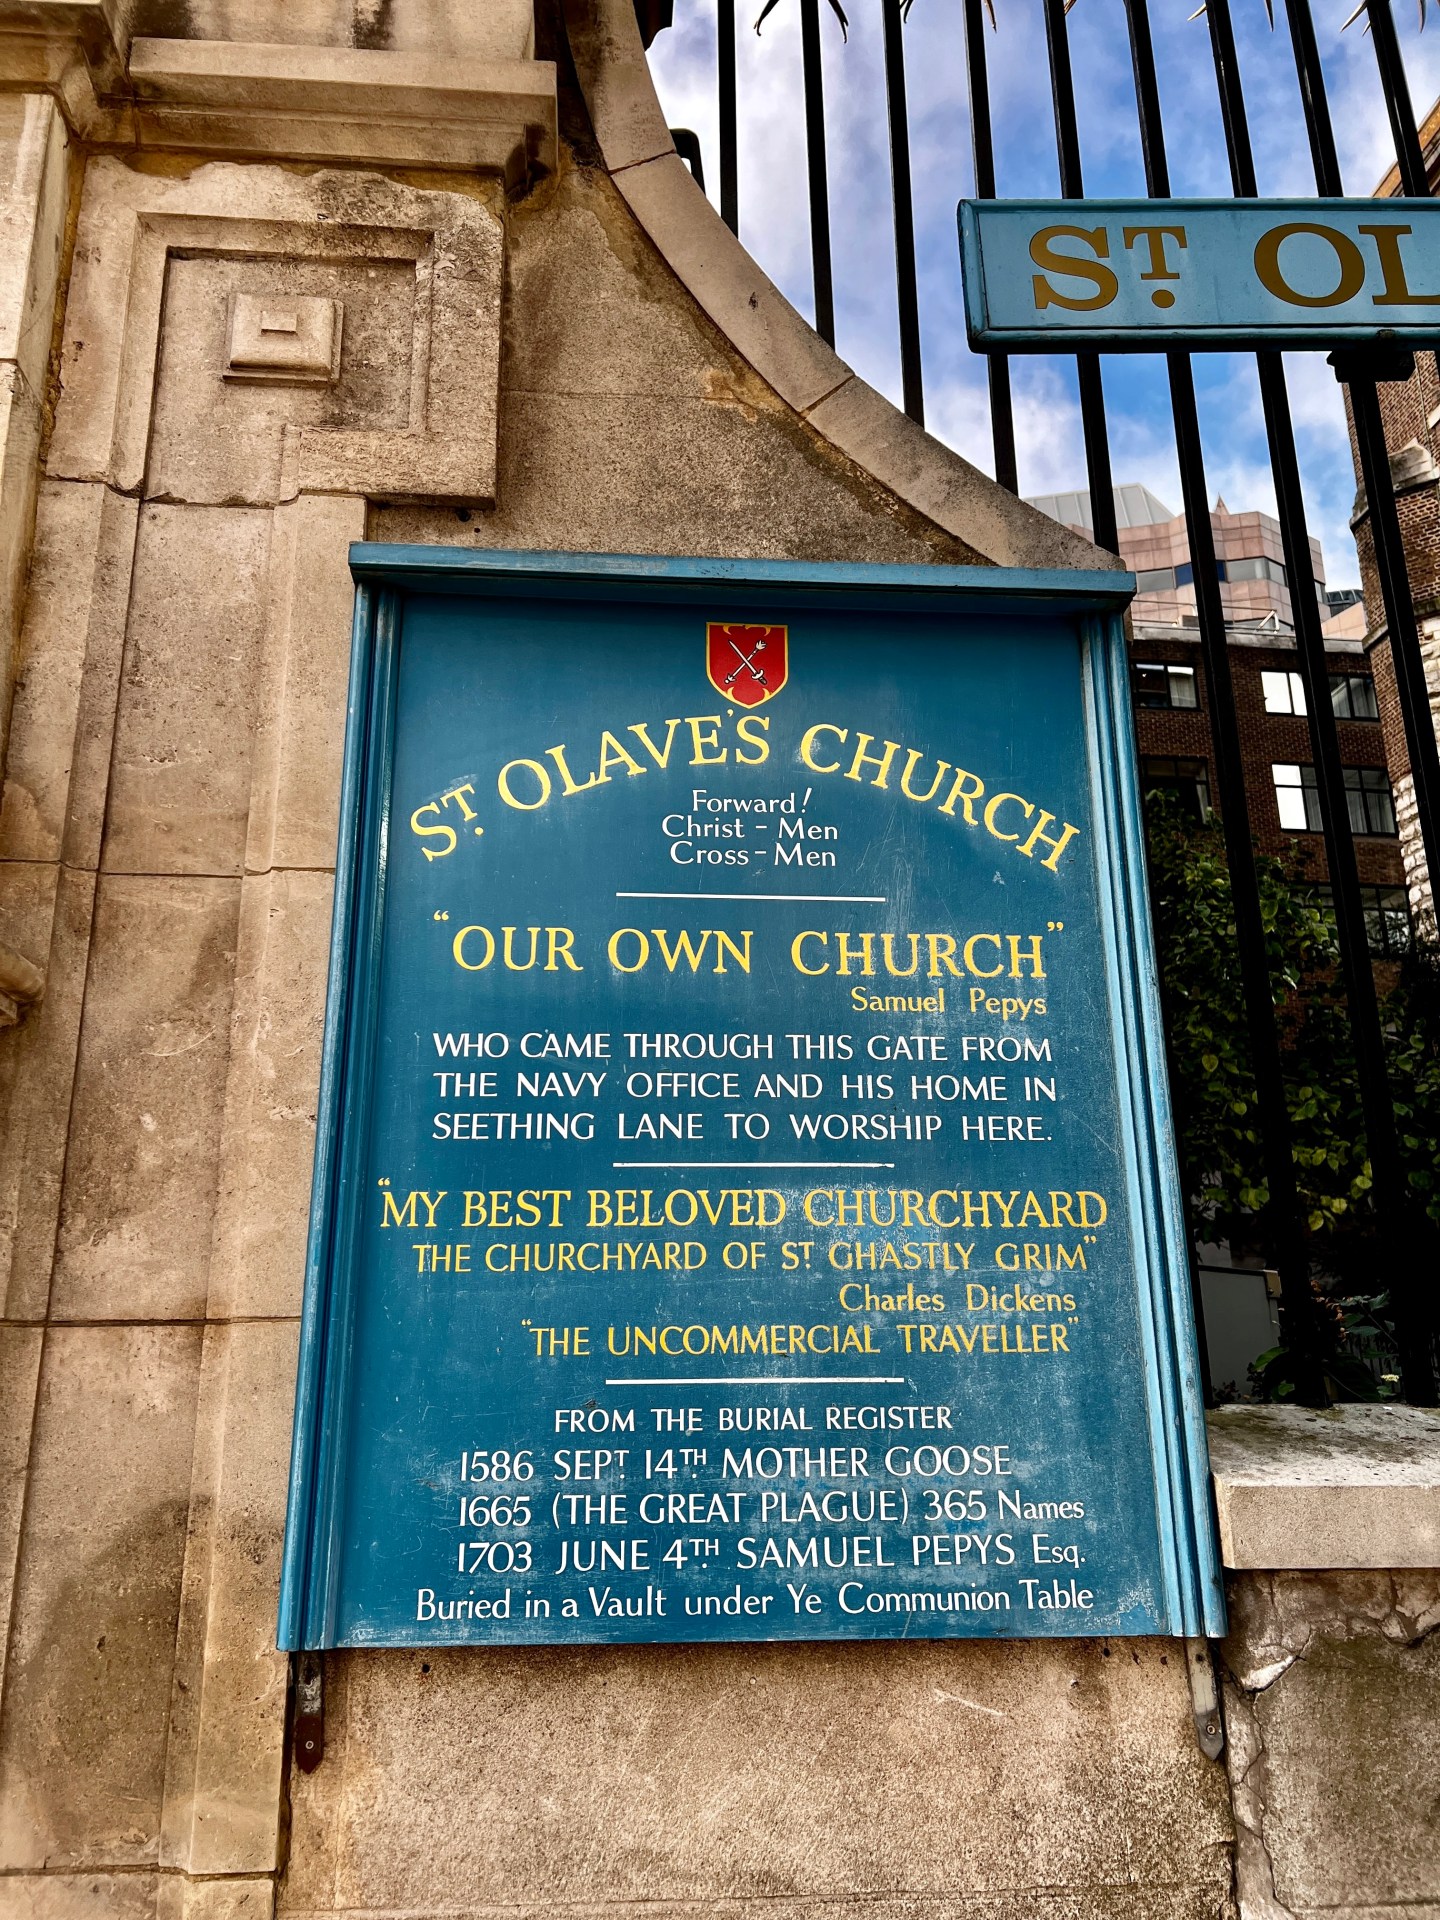 ST. OL
ST. OLAVE'S CHURCH
Forward!
Christ - Men
Cross - Men
"OUR OWN CHURCH"
Samuel Pepys
WHO CAME THROUGH THIS GATE FROM
THE NAVY OFFICE AND HIS HOME IN
SEETHING LANE TO WORSHIP HERE.
"MY BEST BELOVED CHURCHYARD
THE CHURCHYARD OF ST. GHASTLY GRIM"
Charles Dickens
"THE UNCOMMERCIAL TRAVELLER"
FROM THE BURIAL REGISTER
1586 SEPT. 14TH. MOTHER GOOSE
1665 (THE GREAT PLAGUE) 365 Names
1703 JUNE 4TH. SAMUEL PEPYS Esq.
Buried in a Vault under Ye Communion Table